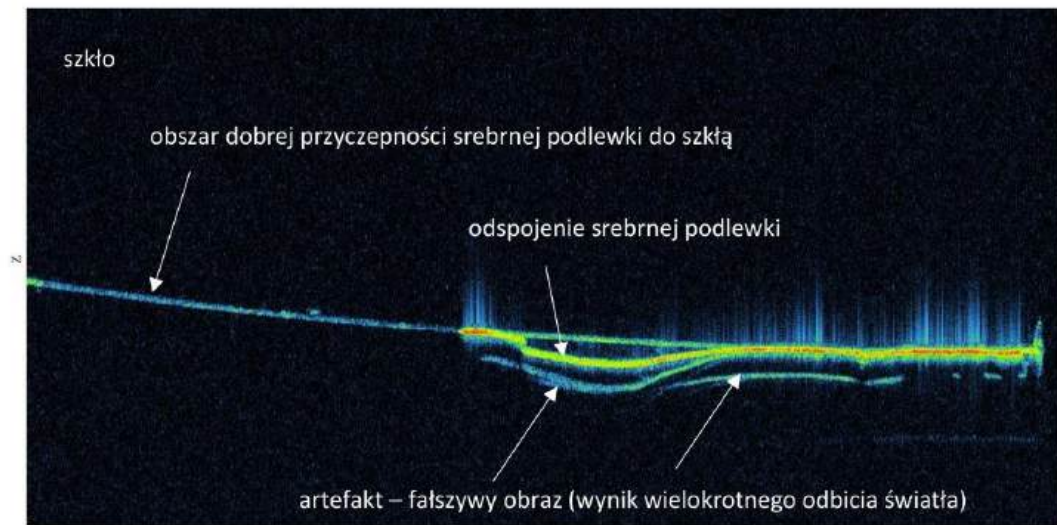 szkło
obszar dobrej przyczepności srebrnej podlewki do szkłą
odspojenie srebrnej podlewki
z
artefakt – fałszywy obraz (wynik wielokrotnego odbicia światła)